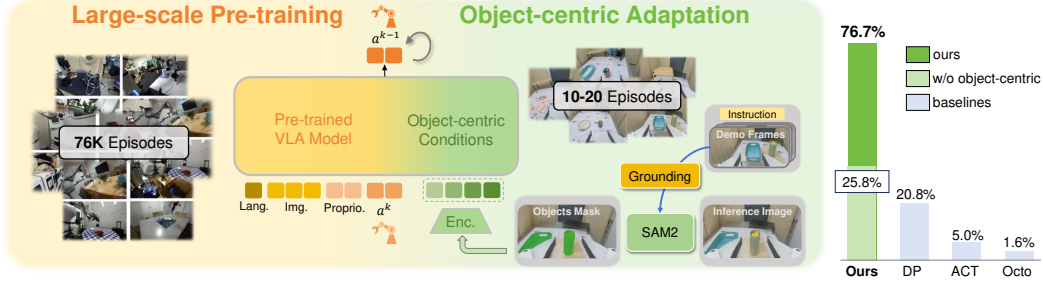 Large-scale Pre-training
Object-centric Adaptation
a^{k−1}
76K Episodes
Pre-trained
VLA Model
Object-centric
Conditions
10-20 Episodes
Instruction
Demo Frames
Grounding
Lang. Img. Proprio. a^k
Enc.
Objects Mask
SAM2
Inference Image
76.7%
ours
w/o object-centric
baselines
25.8%
20.8%
5.0%
1.6%
Ours DP ACT Octo